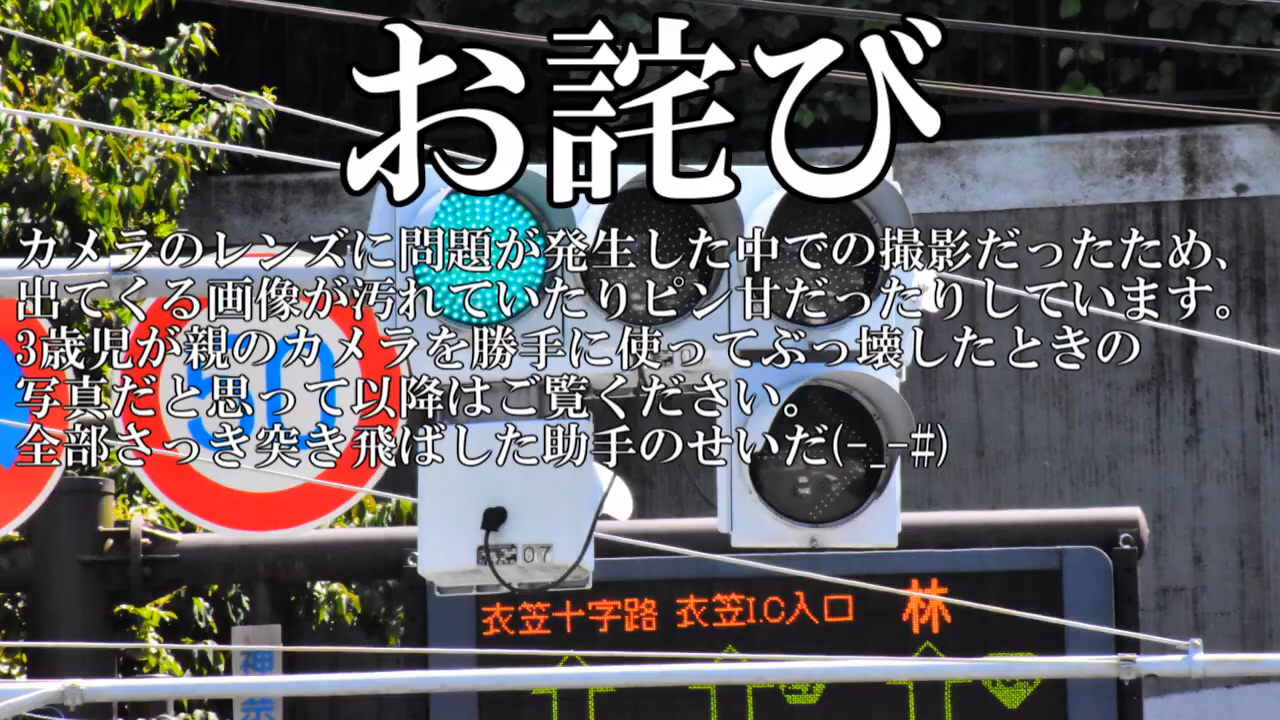 お詫び
カメラのレンズに問題が発生した中での撮影だったため、
出てくる画像が汚れていたりピン甘だったりしています。
3歳児が親のカメラを勝手に使ってぶっ壊したときの
写真だと思って以降はご覧ください。
全部さっき突き飛ばした助手のせいだ(-_-#)
50
07
衣笠十字路 衣笠I.C入口 林